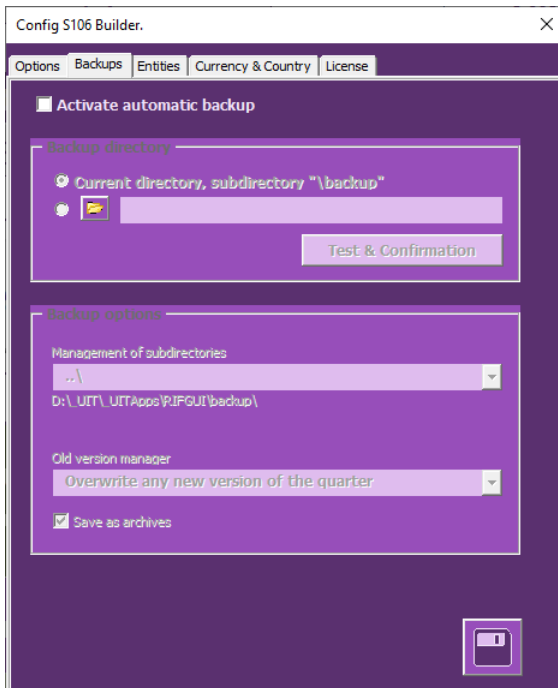 Config S106 Builder.
Options Backups Entities Currency & Country License
Activate automatic backup
Backup directory
Current directory, subdirectory "\backup"
Test & Confirmation
Backup options
Management of subdirectories
..\
D:\_UIT\_UITApps\RIFGUI\backup\
Old version manager
Overwrite any new version of the quarter
Save as archives